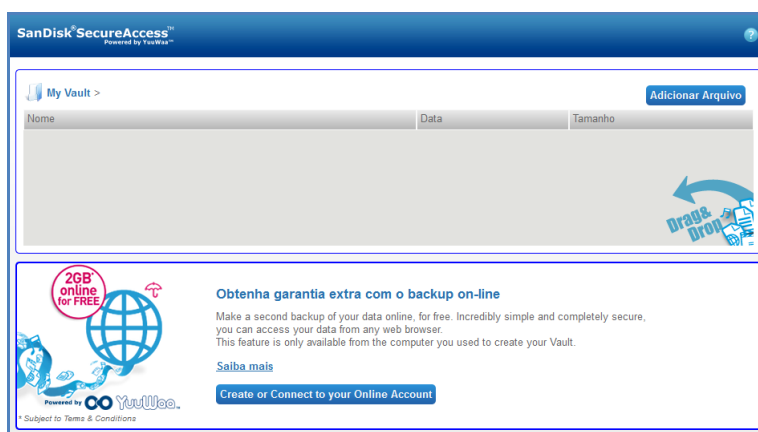 SanDisk® SecureAccess™
Powered by YuuWaa™
?
My Vault >
Adicionar Arquivo
Nome Data Tamanho
Drag&
Drop
2GB*
online
for FREE
Obtenha garantia extra com o backup on-line
Make a second backup of your data online, for free. Incredibly simple and completely secure,
you can access your data from any web browser.
This feature is only available from the computer you used to create your Vault.
Saiba mais
Create or Connect to your Online Account
Powered by YuuWaa.
* Subject to Terms & Conditions